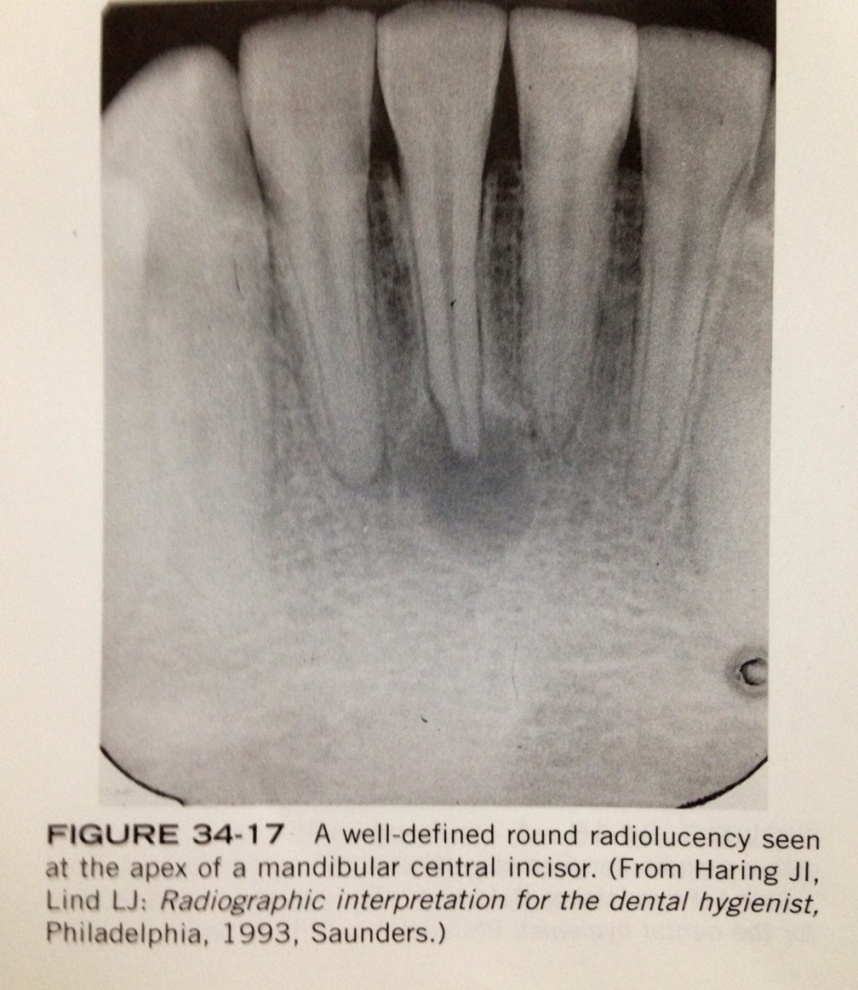 FIGURE 34-17 A well-defined round radiolucency seen
at the apex of a mandibular central incisor. (From Haring JI,
Lind LJ: Radiographic interpretation for the dental hygienist,
Philadelphia, 1993, Saunders.)